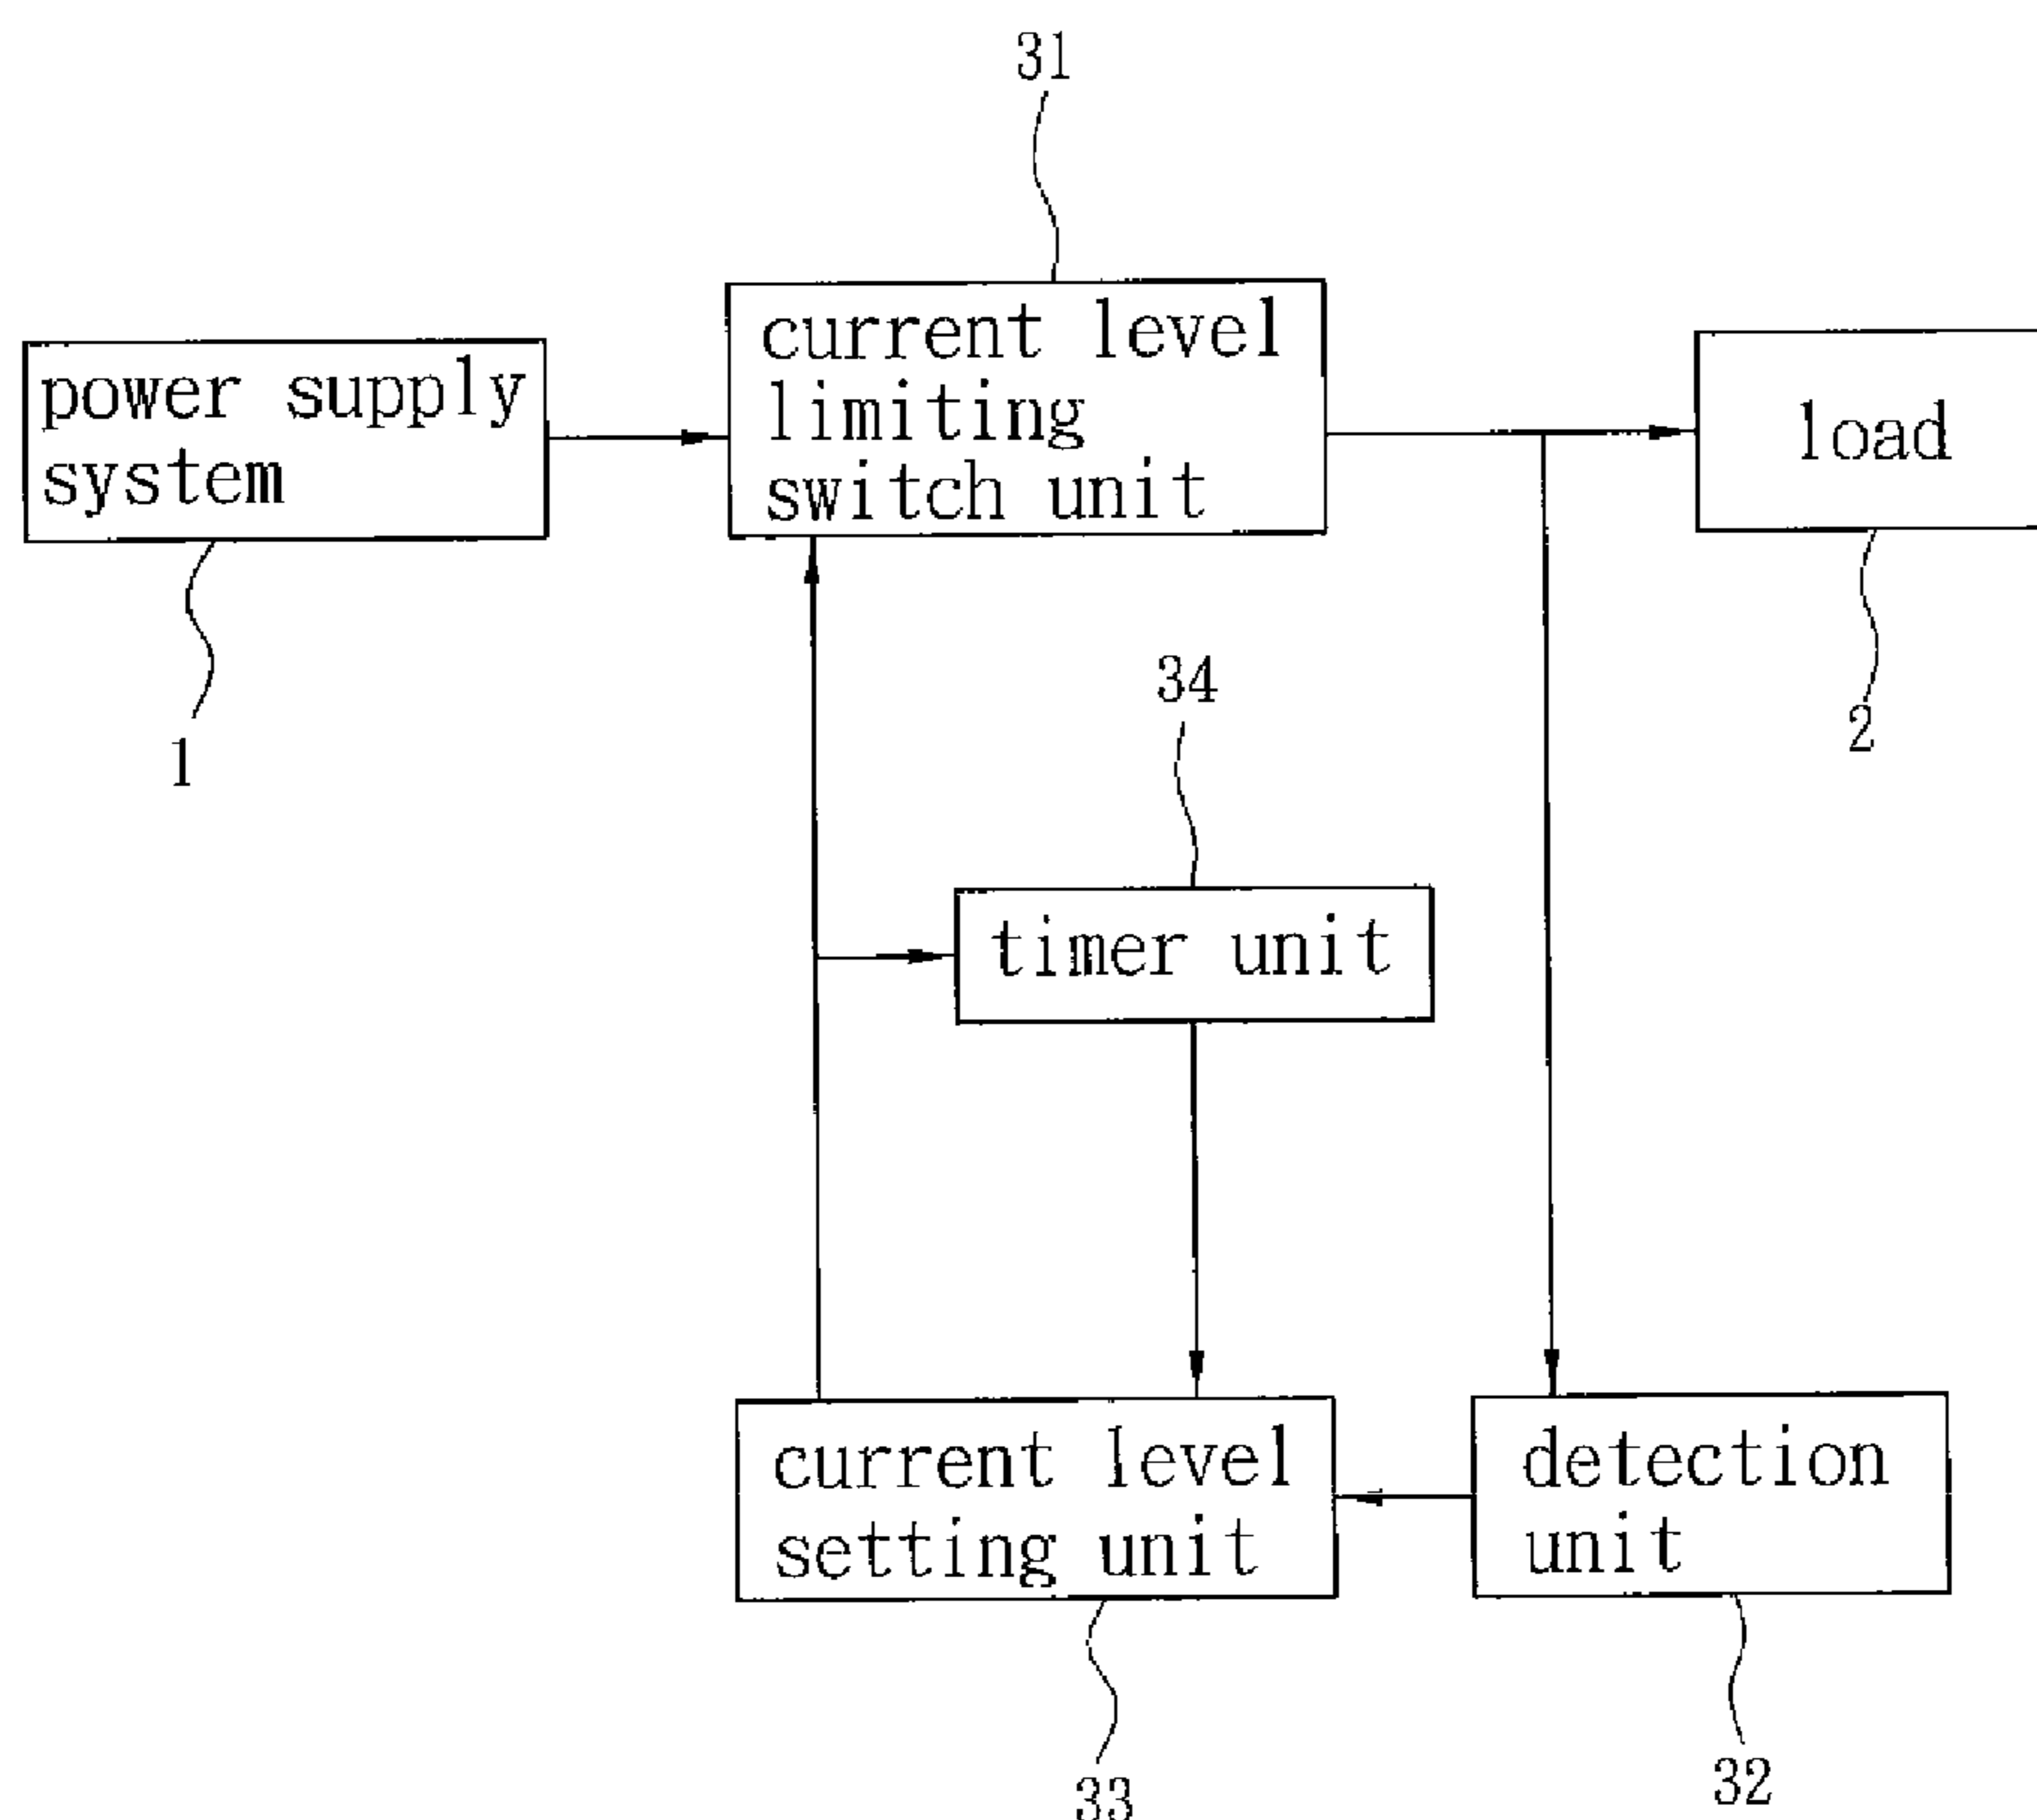 31
current level
limiting
switch unit
power supply
system
load
1
2
34
timer unit
current level
setting unit
detection
unit
33
32